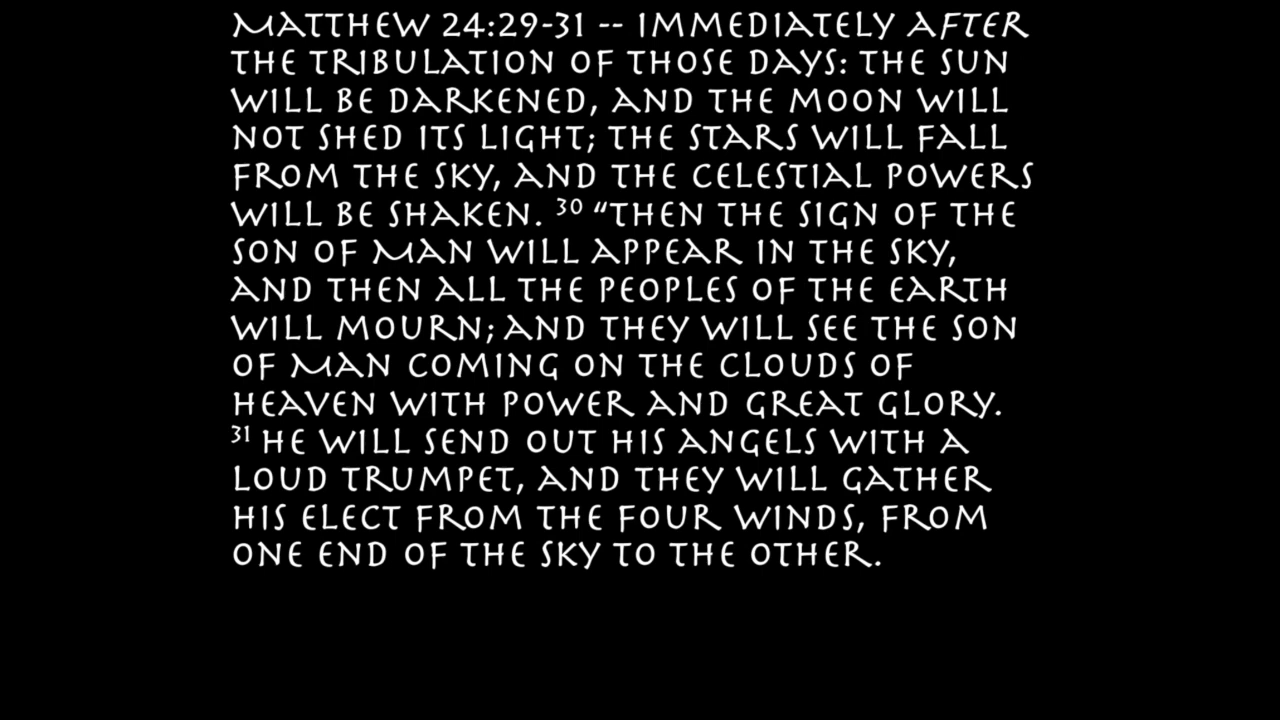 MATTHEW 24:29-31 -- IMMEDIATELY AFTER
THE TRIBULATION OF THOSE DAYS: THE SUN
WILL BE DARKENED, AND THE MOON WILL
NOT SHED ITS LIGHT; THE STARS WILL FALL
FROM THE SKY, AND THE CELESTIAL POWERS
WILL BE SHAKEN. 30 “THEN THE SIGN OF THE
SON OF MAN WILL APPEAR IN THE SKY,
AND THEN ALL THE PEOPLES OF THE EARTH
WILL MOURN; AND THEY WILL SEE THE SON
OF MAN COMING ON THE CLOUDS OF
HEAVEN WITH POWER AND GREAT GLORY.
31 HE WILL SEND OUT HIS ANGELS WITH A
LOUD TRUMPET, AND THEY WILL GATHER
HIS ELECT FROM THE FOUR WINDS, FROM
ONE END OF THE SKY TO THE OTHER.